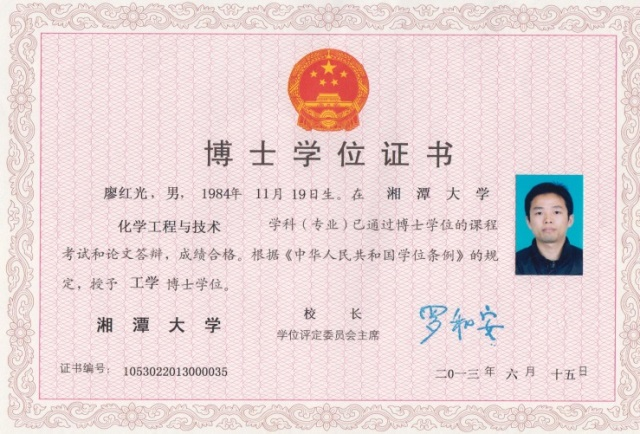 博士学位证书
廖红光，男，1984年 11月 19日生。在 湘潭大学
化学工程与技术 学科（专业）已通过博士学位的课程
考试和论文答辩，成绩合格。根据《中华人民共和国学位条例》的规
定，授予 工学 博士学位。
湘潭大学
校 长
学位评定委员会主席
罗和安
证书编号： 1053022013000035
二〇一三年 六月 十五日